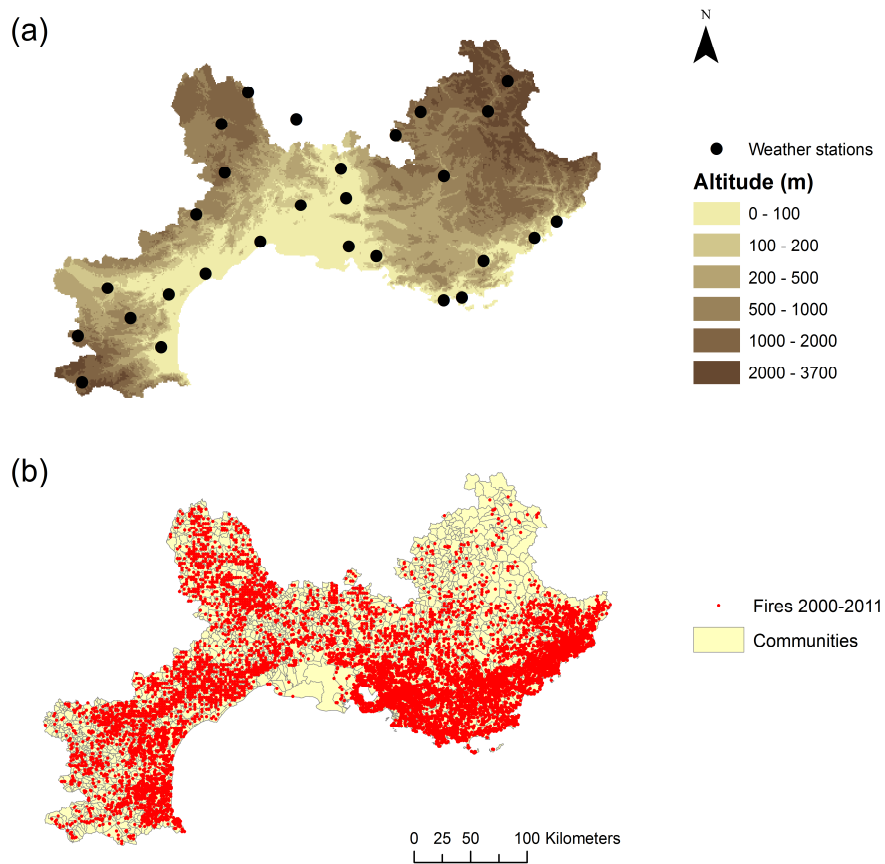 (a)
N
Weather stations
Altitude (m)
0 - 100
100 - 200
200 - 500
500 - 1000
1000 - 2000
2000 - 3700
(b)
Fires 2000-2011
Communities
0 25 50 100 Kilometers